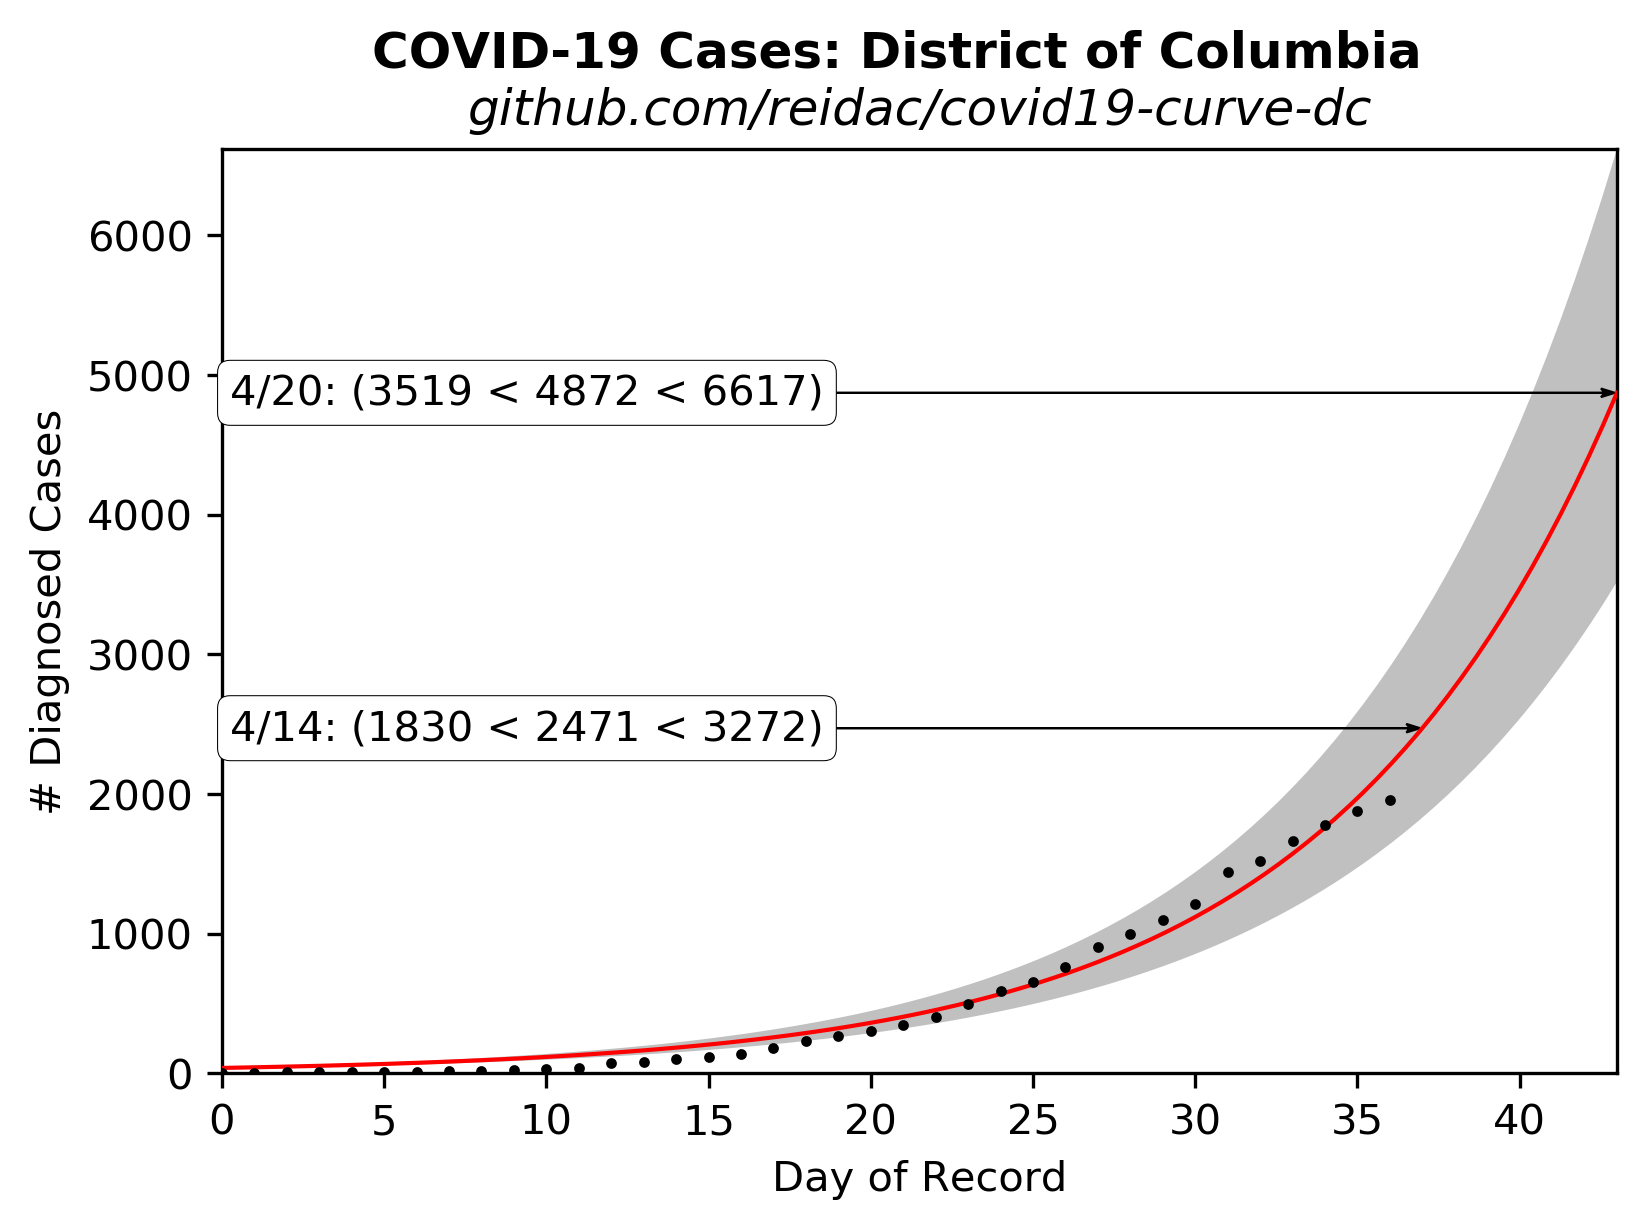 COVID-19 Cases: District of Columbia
github.com/reidac/covid19-curve-dc
# Diagnosed Cases
6000
5000
4000
3000
2000
1000
0
4/20: (3519 < 4872 < 6617)
4/14: (1830 < 2471 < 3272)
0 5 10 15 20 25 30 35 40
Day of Record